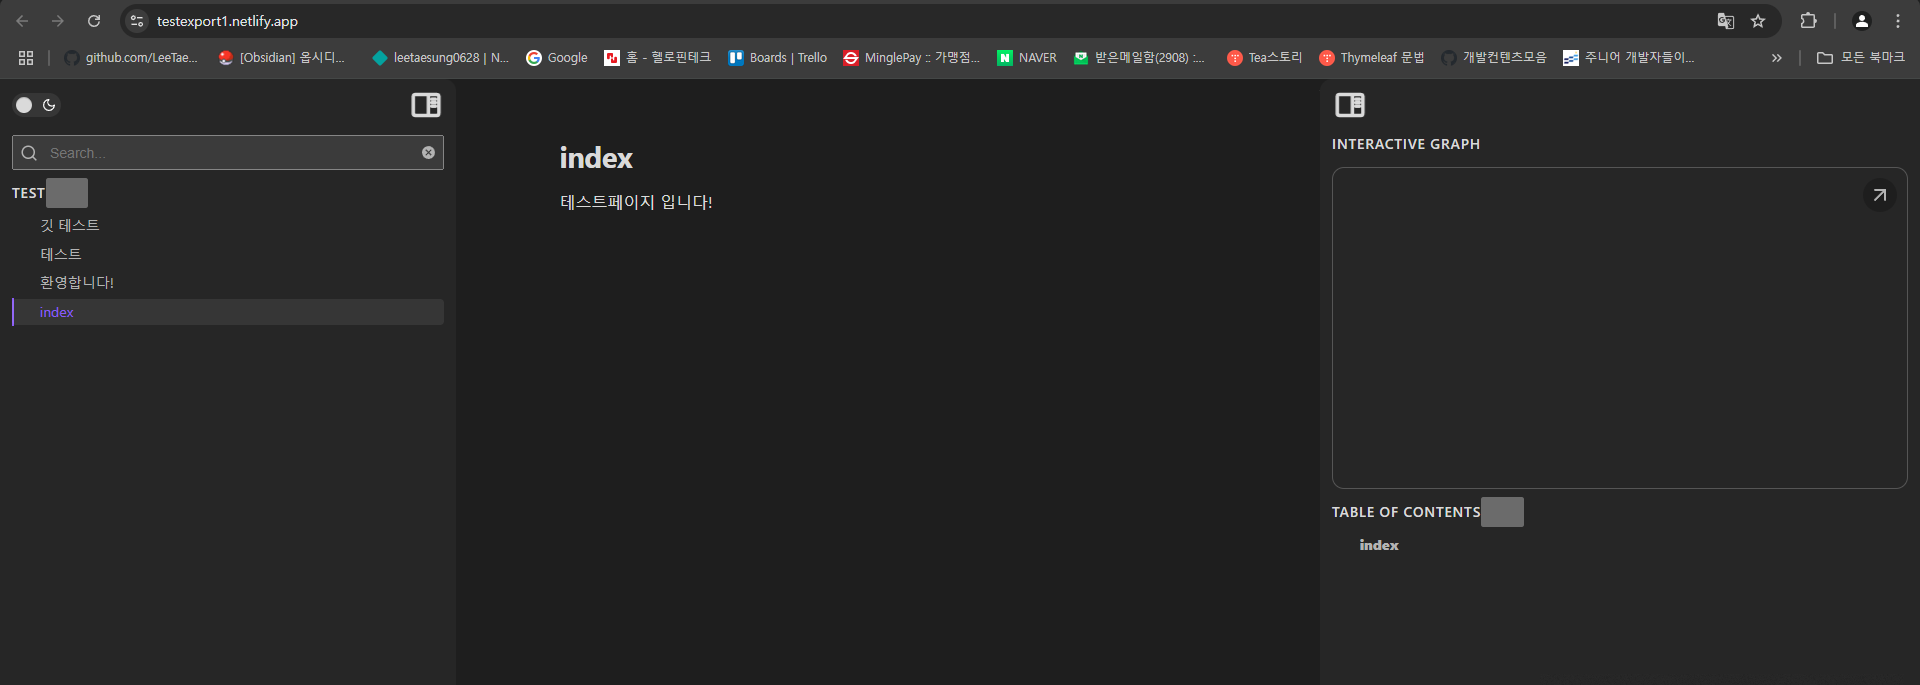 testexport1.netlify.app
github.com/LeeTae...
[Obsidian] 옵시디...
leetaesung0628 | N...
Google
홈 - 헬로핀테크
Boards | Trello
MinglePay :: 가맹점...
NAVER
받은메일함(2908) :...
Tea스토리
Thymeleaf 문법
개발컨텐츠모음
주니어 개발자들이...
모든 북마크
Search...
TEST
깃 테스트
테스트
환영합니다!
index
index
테스트페이지 입니다!
INTERACTIVE GRAPH
TABLE OF CONTENTS
index